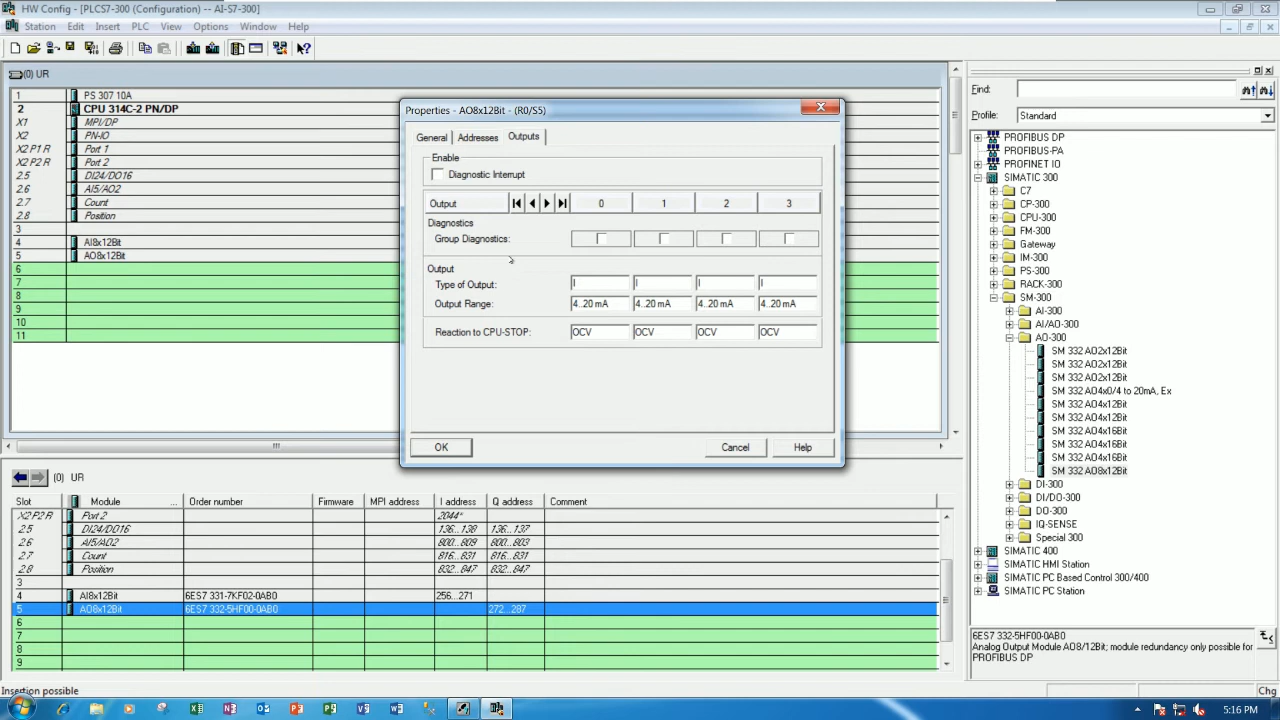 HW Config - [PLCS7-300 (Configuration) -- AI-S7-300]
Station Edit Insert PLC View Options Window Help
(0) UR
1 PS 307 10A
2 CPU 314C-2 PN/DP
X1 MPI/DP
X2 PN-IO
X2 P1 R Port 1
X2 P2 R Port 2
2.5 DI24/DO16
2.6 AI5/AO2
2.7 Count
2.8 Position
3
4 AI8x12Bit
5 AO8x12Bit
6
7
8
9
10
11
Properties - AO8x12Bit - (R0/S5)
General Addresses Outputs
Enable
Diagnostic Interrupt
Output 0 1 2 3
Diagnostics
Group Diagnostics:
Output
Type of Output: I I I I
Output Range: 4..20 mA 4..20 mA 4..20 mA 4..20 mA
Reaction to CPU-STOP: OCV OCV OCV OCV
OK Cancel Help
(0) UR
Slot Module ... Order number Firmware MPI address I address Q address Comment
X2 P2 R Port 2 2044*
2.5 DI24/DO16 136...138 136...137
2.6 AI5/AO2 800...809 800...803
2.7 Count 816...831 816...831
2.8 Position 832...847 832...847
3
4 AI8x12Bit 6ES7 331-7KF02-0AB0 256...271
5 AO8x12Bit 6ES7 332-5HF00-0AB0 272...287
6
7
8
9
Find:
Profile: Standard
PROFIBUS DP
PROFIBUS-PA
PROFINET IO
SIMATIC 300
C7
CP-300
CPU-300
FM-300
Gateway
IM-300
PS-300
RACK-300
SM-300
AI-300
AI/AO-300
AO-300
SM 332 AO2x12Bit
SM 332 AO2x12Bit
SM 332 AO2x12Bit
SM 332 AO4x0/4 to 20mA, Ex
SM 332 AO4x12Bit
SM 332 AO4x12Bit
SM 332 AO4x16Bit
SM 332 AO4x16Bit
SM 332 AO4x16Bit
SM 332 AO8x12Bit
DI-300
DI/DO-300
DO-300
IQ-SENSE
Special 300
SIMATIC 400
SIMATIC HMI Station
SIMATIC PC Based Control 300/400
SIMATIC PC Station
6ES7 332-5HF00-0AB0
Analog Output Module AO8/12Bit; module redundancy only possible for
PROFIBUS DP
Insertion possible
Chg
5:16 PM